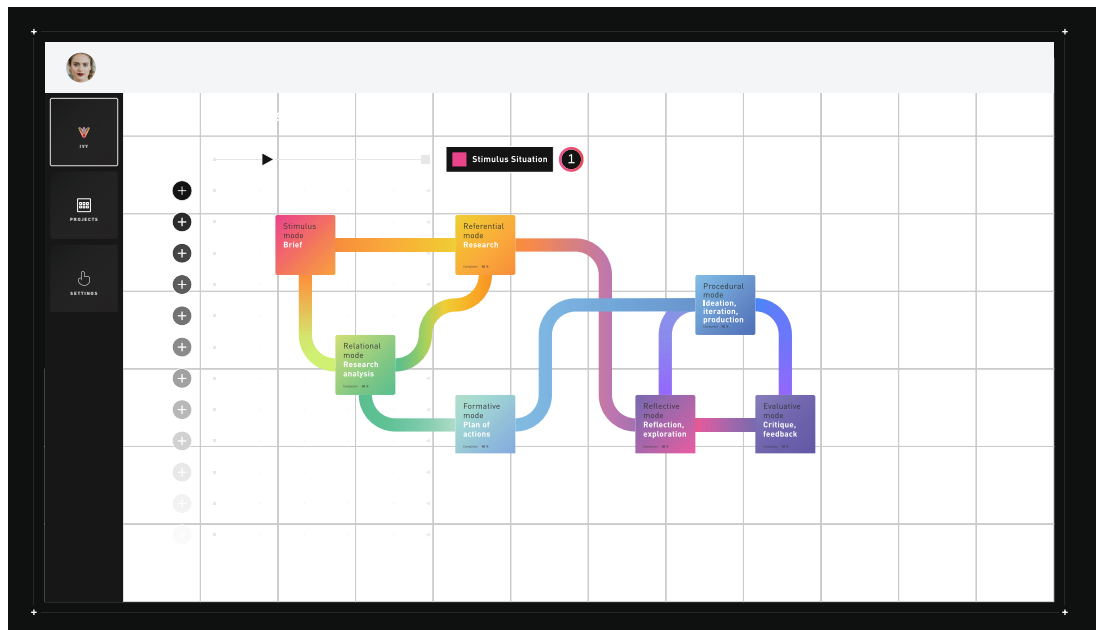 IVY
PROJECTS
SETTINGS
Stimulus Situation
1
Stimulus
mode
Brief
Referential
mode
Research
Procedural
mode
Ideation,
iteration,
production
Relational
mode
Research
analysis
Formative
mode
Plan of
actions
Reflective
mode
Reflection,
exploration
Evaluative
mode
Critique,
feedback